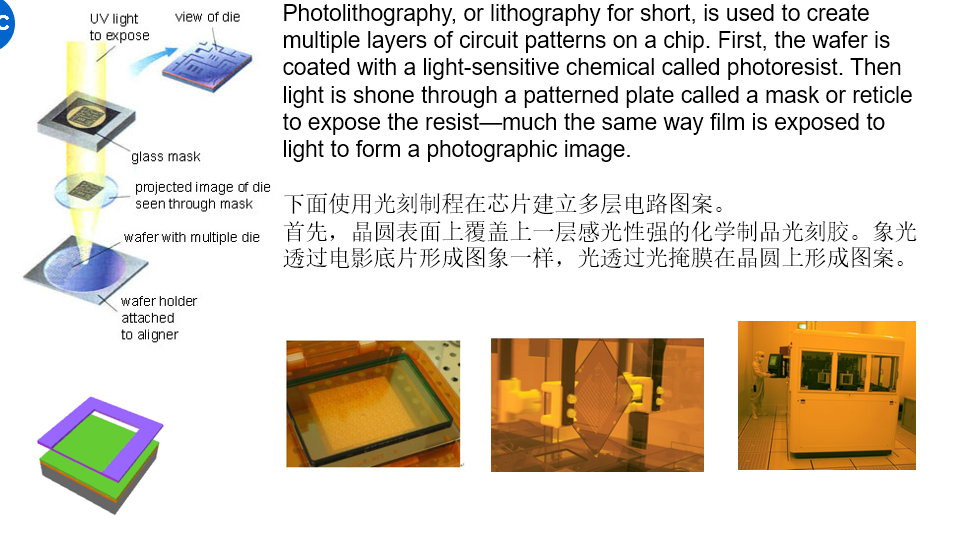 C
UV light
to expose
view of die
glass mask
projected image of die
seen through mask
wafer with multiple die
wafer holder
attached
to aligner
Photolithography, or lithography for short, is used to create
multiple layers of circuit patterns on a chip. First, the wafer is
coated with a light-sensitive chemical called photoresist. Then
light is shone through a patterned plate called a mask or reticle
to expose the resist—much the same way film is exposed to
light to form a photographic image.
下面使用光刻制程在芯片建立多层电路图案。
首先，晶圆表面上覆盖上一层感光性强的化学制品光刻胶。象光
透过电影底片形成图象一样，光透过光掩膜在晶圆上形成图案。